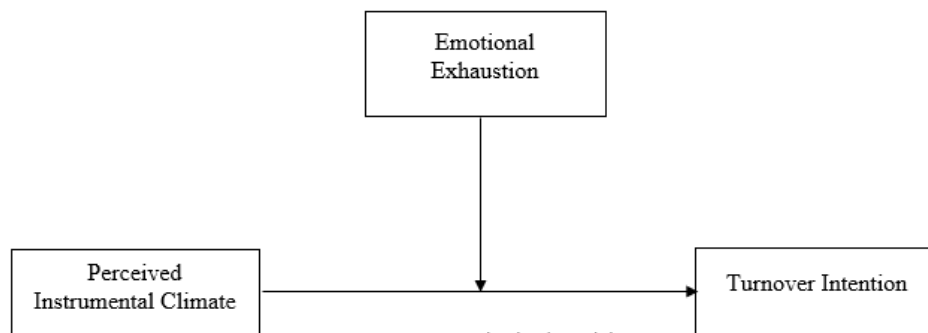 Emotional
Exhaustion
Perceived
Instrumental Climate
Turnover Intention